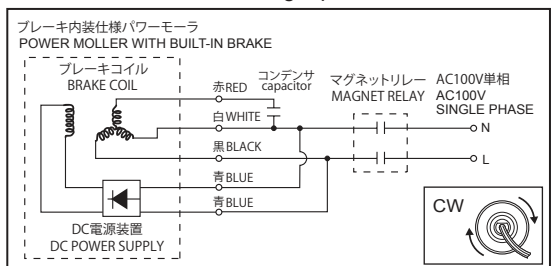 ブレーキ内装仕様パワーモーラ
POWER MOLLER WITH BUILT-IN BRAKE
ブレーキコイル
BRAKE COIL
赤RED
コンデンサ
capacitor
マグネットリレー
MAGNET RELAY
AC100V単相
AC100V
SINGLE PHASE
白WHITE
N
黒BLACK
L
青BLUE
青BLUE
DC電源装置
DC POWER SUPPLY
CW